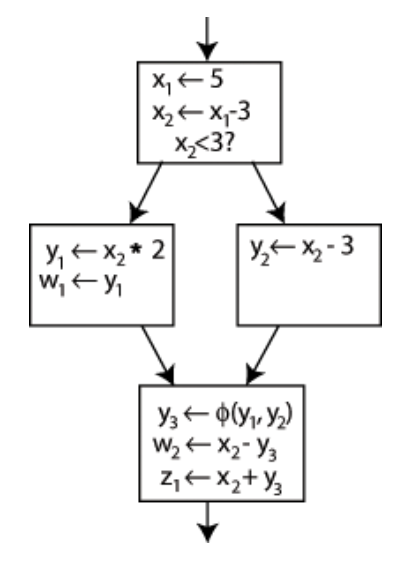 x₁ ← 5
x₂ ← x₁-3
x₂<3?
y₁ ← x₂ * 2
w₁ ← y₁
y₂ ← x₂ - 3
y₃ ← ϕ(y₁, y₂)
w₂ ← x₂ - y₃
z₁ ← x₂ + y₃